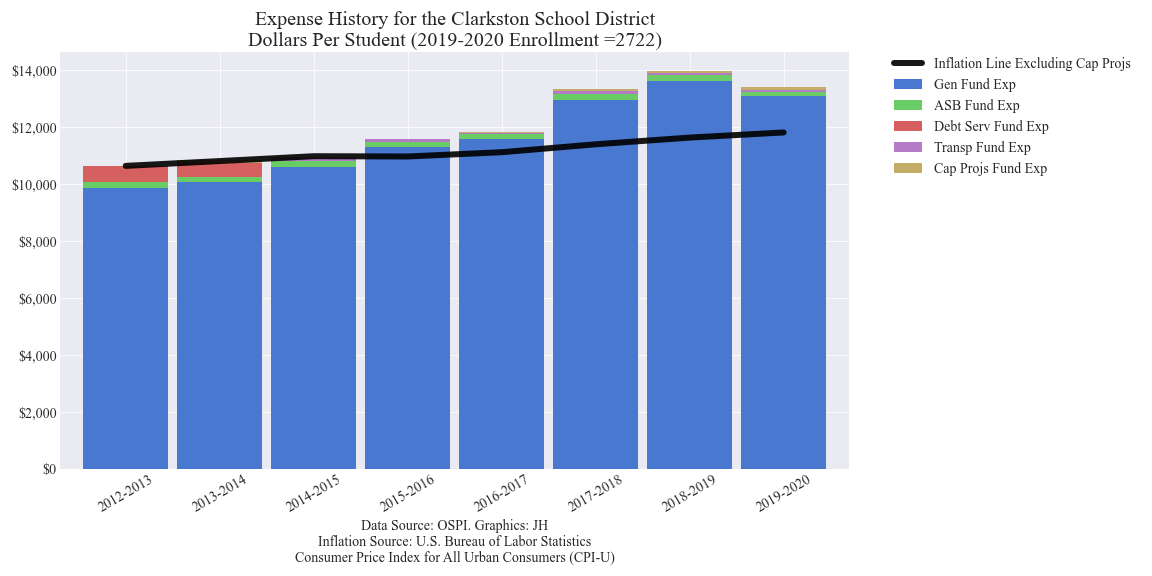 Expense History for the Clarkston School District
Dollars Per Student (2019-2020 Enrollment =2722)
$14,000
$12,000
$10,000
$8,000
$6,000
$4,000
$2,000
$0
2012-2013
2013-2014
2014-2015
2015-2016
2016-2017
2017-2018
2018-2019
2019-2020
Inflation Line Excluding Cap Projs
Gen Fund Exp
ASB Fund Exp
Debt Serv Fund Exp
Transp Fund Exp
Cap Projs Fund Exp
Data Source: OSPI. Graphics: JH
Inflation Source: U.S. Bureau of Labor Statistics
Consumer Price Index for All Urban Consumers (CPI-U)